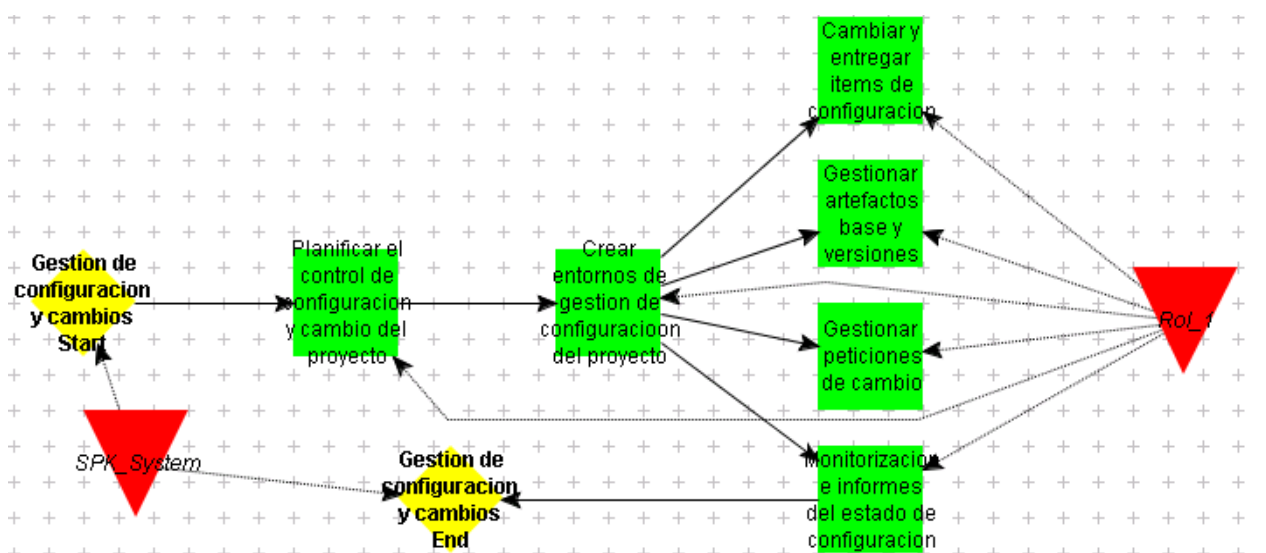 Cambiar y
entregar
items de
configuracion
Gestionar
artefactos
base y
versiones
Gestion de
configuracion
y cambios
Start
Planificar el
control de
configuracion
y cambio del
proyecto
Crear
entornos de
gestion de
configuracioon
del proyecto
Gestionar
peticiones
de cambio
Rol_1
SPK_System
Gestion de
configuracion
y cambios
End
Monitorizacion
e informes
del estado de
configuracion